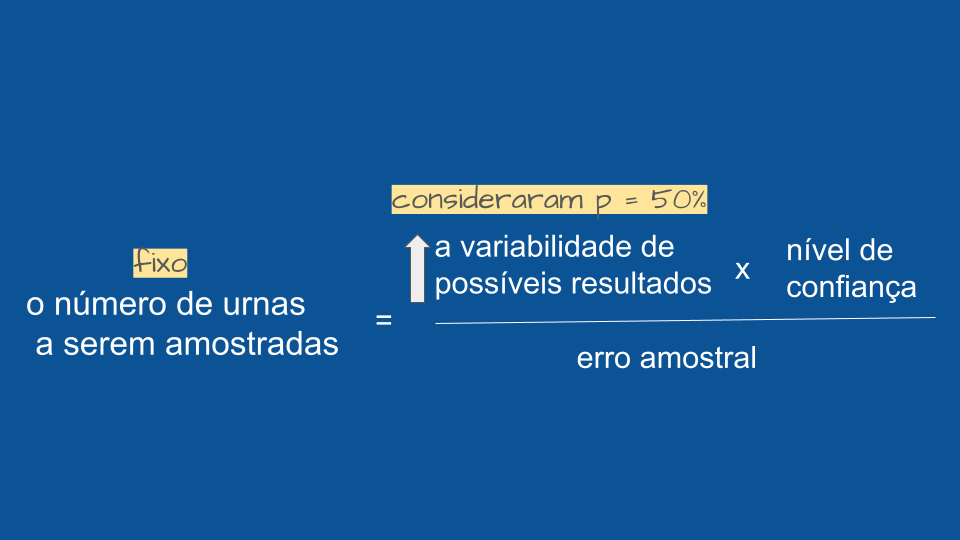 consideraram p = 50%
fixo
o número de urnas
a serem amostradas
=
a variabilidade de
possíveis resultados
x
nível de
confiança
erro amostral